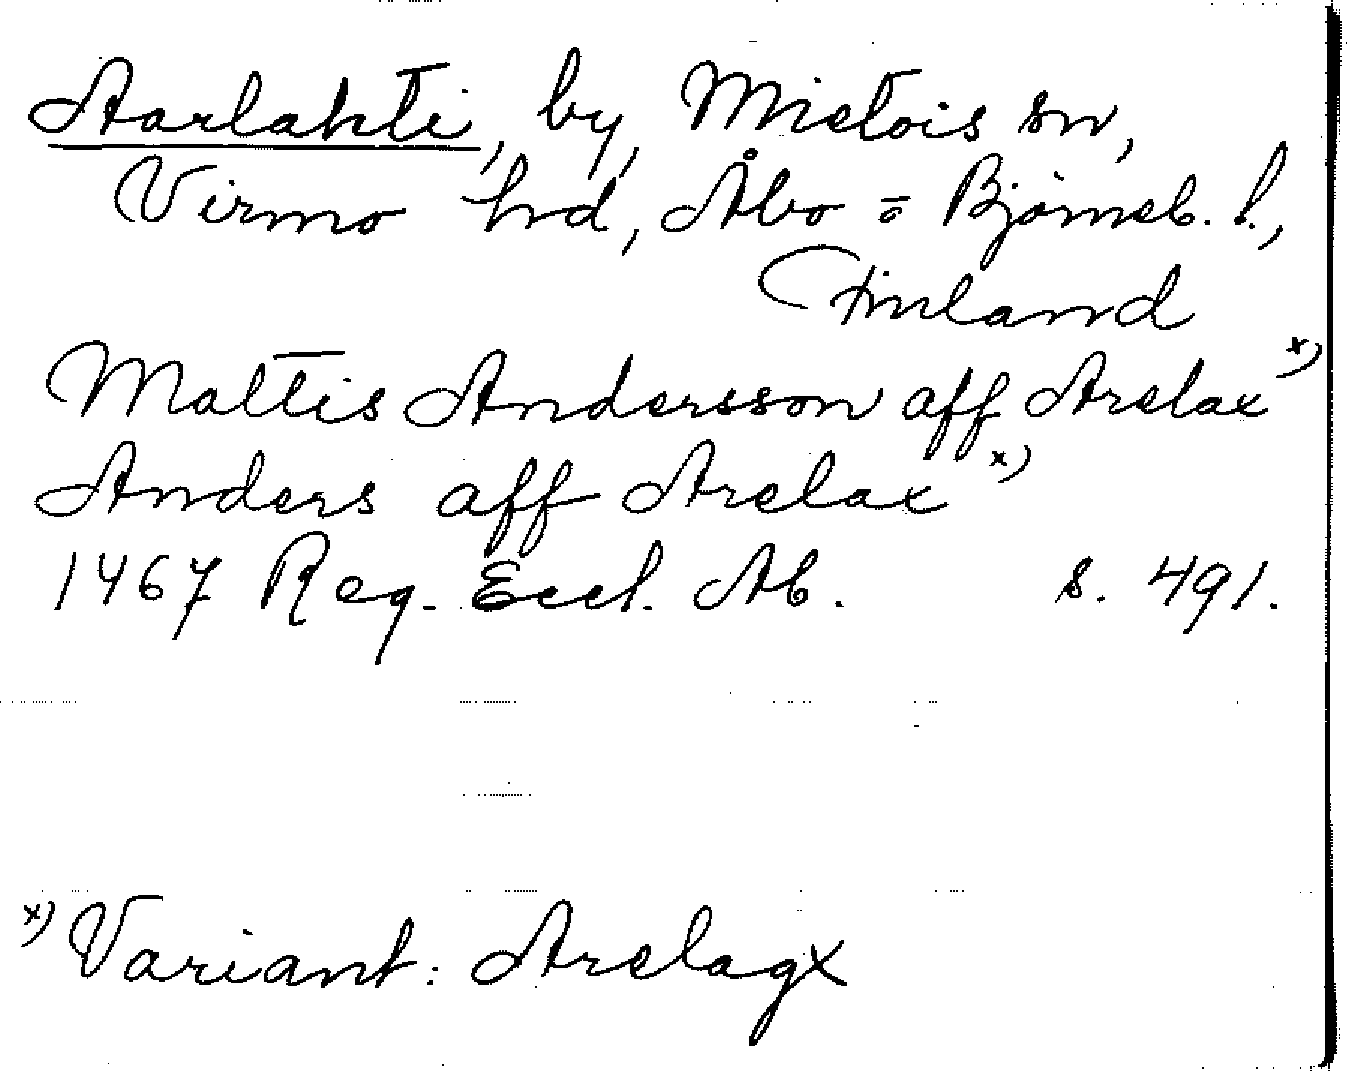 Aarlahti, by, Mietois sn,
Virmo hd, Åbo = Björneb. l.,
Finland
Mattis Andersson aff Arelax x)
Anders aff Arelax x)
1467 Reg. Eccl. Ab. s. 491.
x) Variant: Arelagx